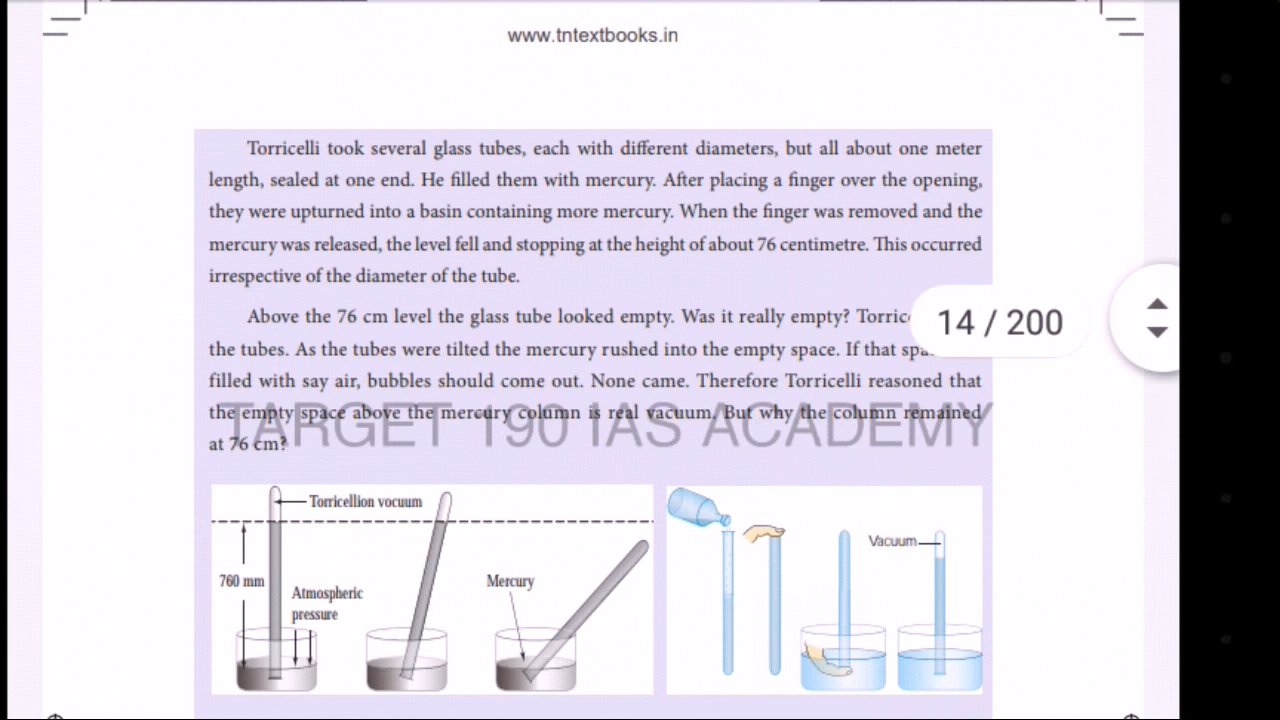 www.tntextbooks.in
Torricelli took several glass tubes, each with different diameters, but all about one meter
length, sealed at one end. He filled them with mercury. After placing a finger over the opening,
they were upturned into a basin containing more mercury. When the finger was removed and the
mercury was released, the level fell and stopping at the height of about 76 centimetre. This occurred
irrespective of the diameter of the tube.
Above the 76 cm level the glass tube looked empty. Was it really empty?
14 / 200
the tubes. As the tubes were tilted the mercury rushed into the empty space. If that
filled with say air, bubbles should come out. None came. Therefore Torricelli reasoned that
the empty space above the mercury column is real vacuum. But why the column remained
TARGET 190 IAS ACADEMY
at 76 cm?
Torricellion vocuum
760 mm
Atmospheric
pressure
Mercury
Vacuum